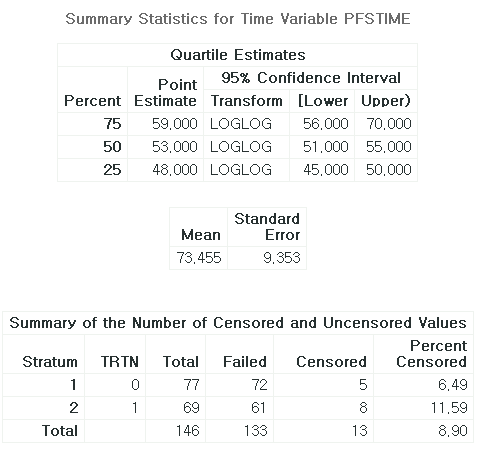 Summary Statistics for Time Variable PFSTIME
Quartile Estimates
Percent Point Estimate 95% Confidence Interval
Transform [Lower Upper)
75 59,000 LOGLOG 56,000 70,000
50 53,000 LOGLOG 51,000 55,000
25 48,000 LOGLOG 45,000 50,000
Mean Standard Error
73,455 9,353
Summary of the Number of Censored and Uncensored Values
Stratum TRTN Total Failed Censored Percent Censored
1 0 77 72 5 6,49
2 1 69 61 8 11,59
Total 146 133 13 8,90